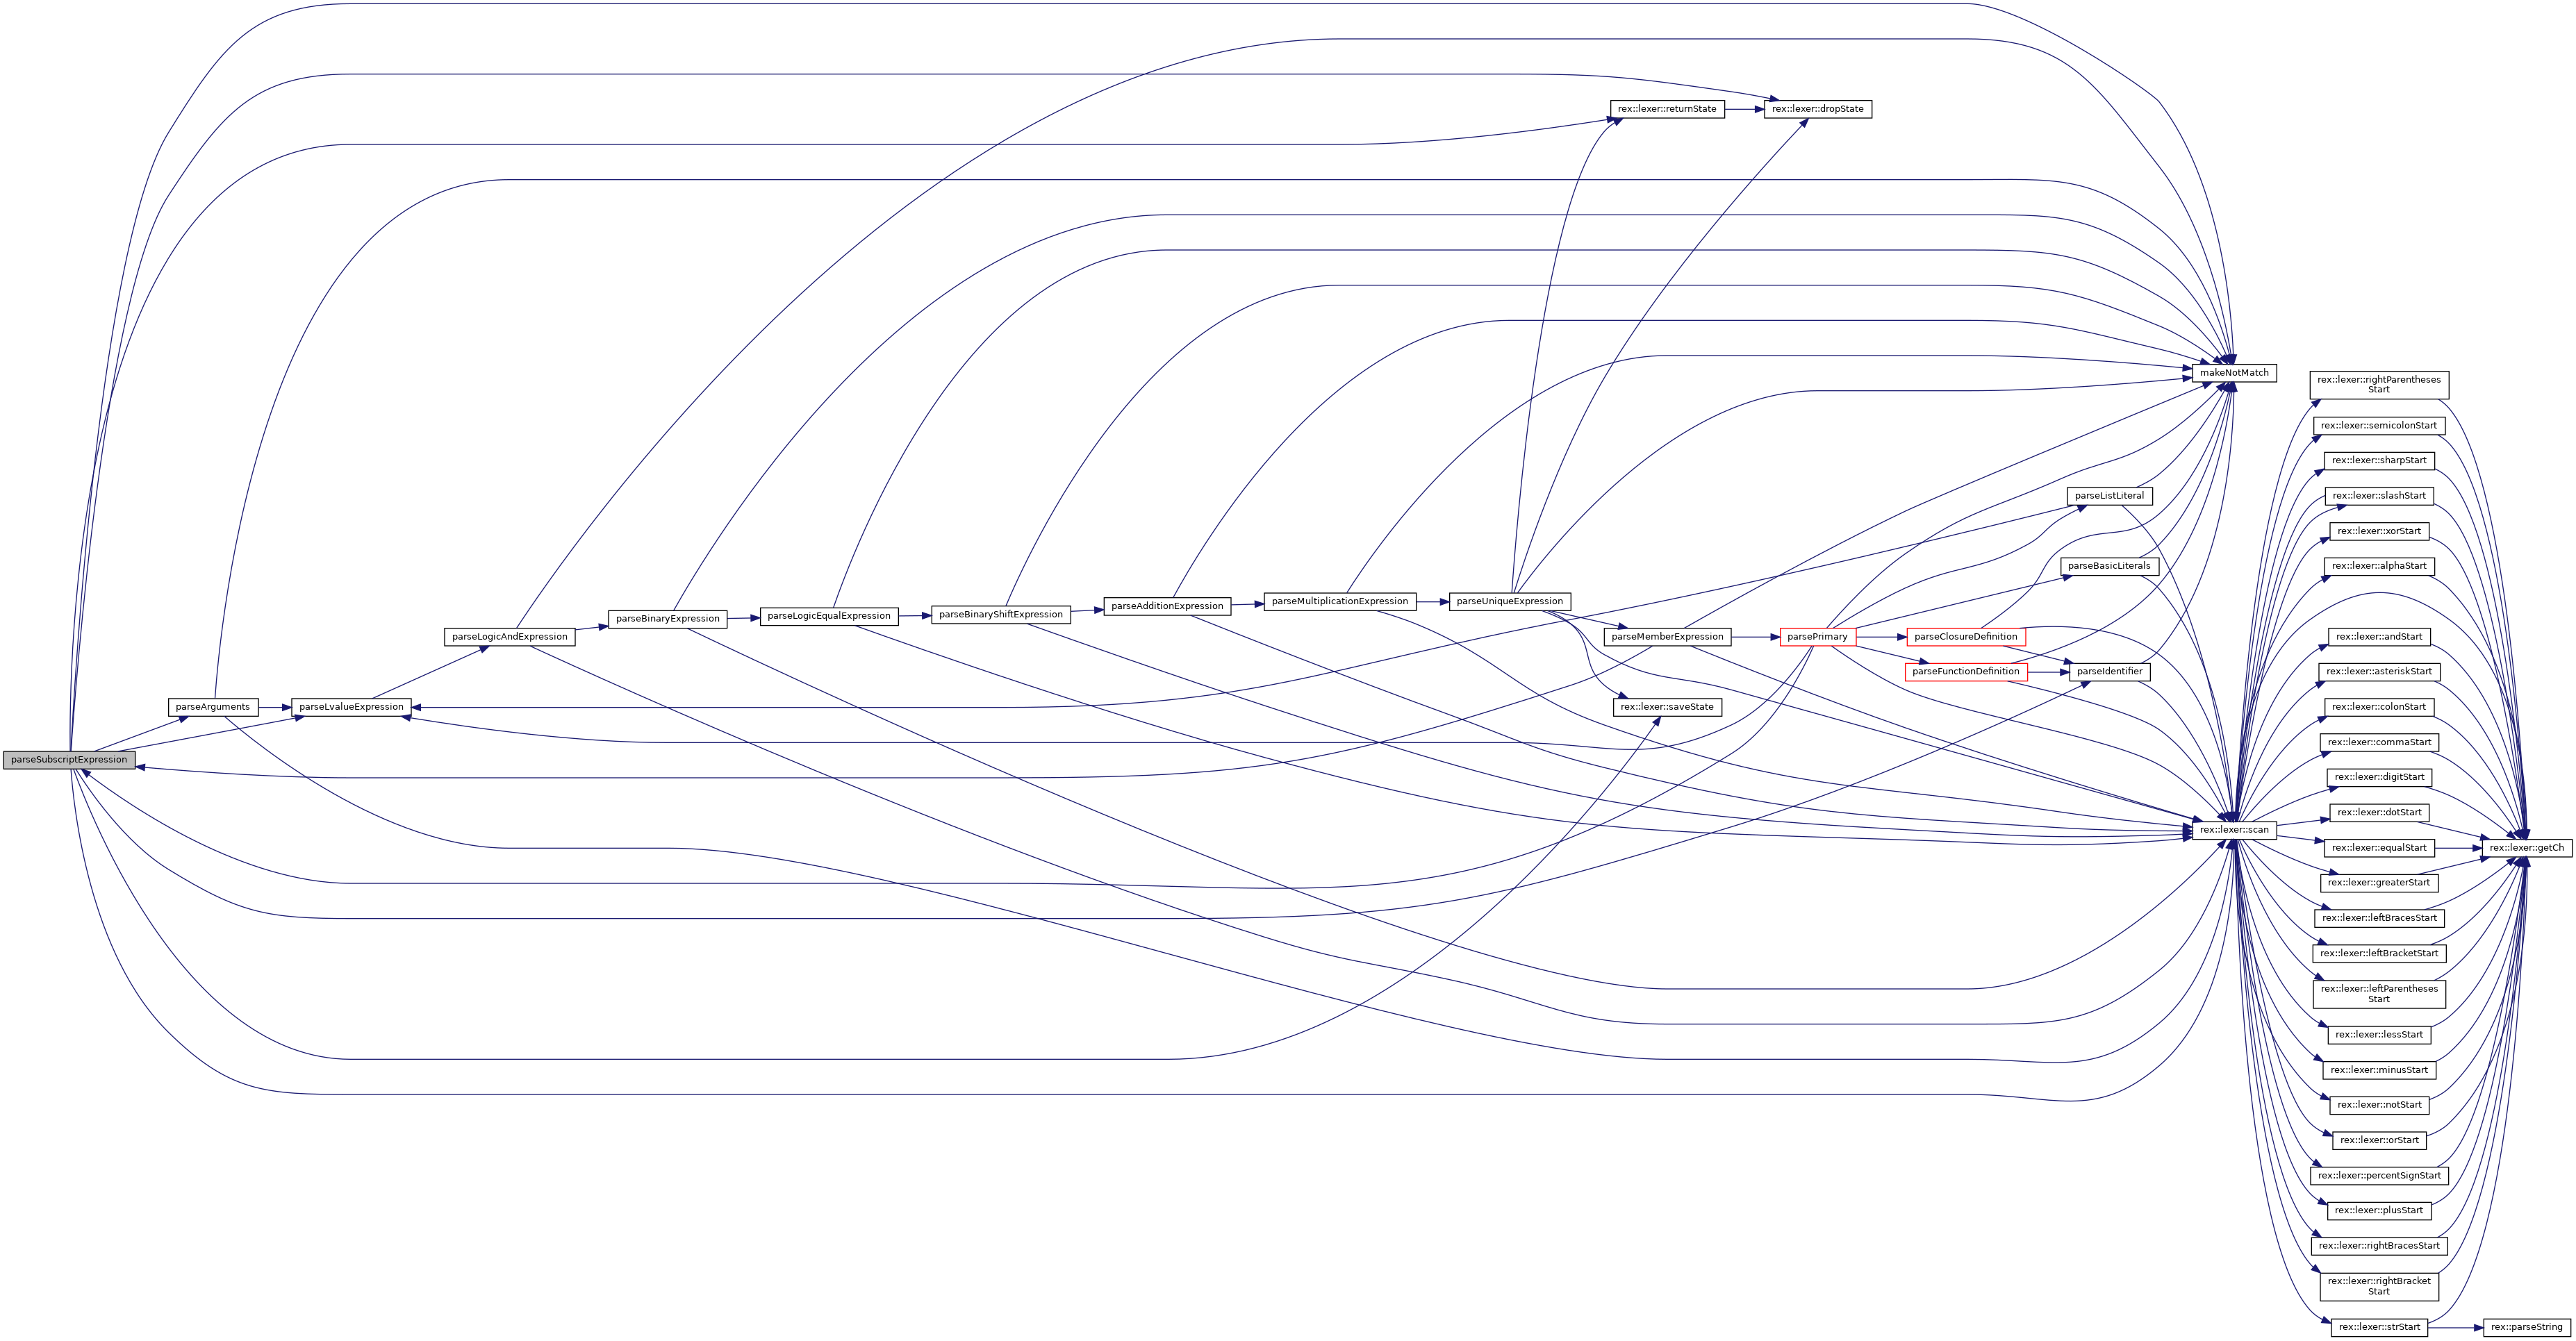 rex::lexer::returnState
rex::lexer::dropState
makeNotMatch
rex::lexer::rightParentheses
Start
rex::lexer::semicolonStart
rex::lexer::sharpStart
parseListLiteral
rex::lexer::slashStart
rex::lexer::xorStart
parseBasicLiterals
rex::lexer::alphaStart
parseUniqueExpression
parseMultiplicationExpression
parseAdditionExpression
parseBinaryShiftExpression
parseLogicEqualExpression
parseBinaryExpression
parseLogicAndExpression
parseMemberExpression
parsePrimary
parseClosureDefinition
rex::lexer::andStart
parseFunctionDefinition
parseIdentifier
rex::lexer::asteriskStart
parseArguments
parseLvalueExpression
rex::lexer::saveState
rex::lexer::colonStart
rex::lexer::commaStart
parseSubscriptExpression
rex::lexer::digitStart
rex::lexer::dotStart
rex::lexer::scan
rex::lexer::equalStart
rex::lexer::getCh
rex::lexer::greaterStart
rex::lexer::leftBracesStart
rex::lexer::leftBracketStart
rex::lexer::leftParentheses
Start
rex::lexer::lessStart
rex::lexer::minusStart
rex::lexer::notStart
rex::lexer::orStart
rex::lexer::percentSignStart
rex::lexer::plusStart
rex::lexer::rightBracesStart
rex::lexer::rightBracket
Start
rex::lexer::strStart
rex::parseString